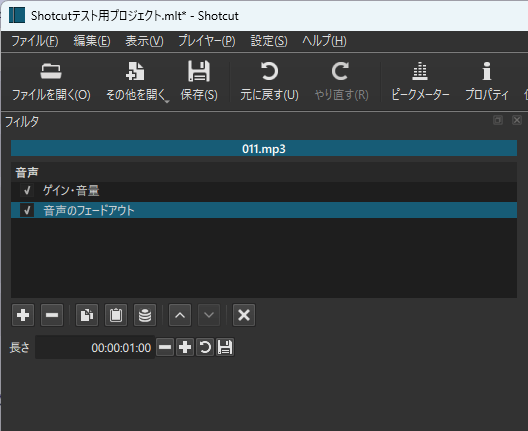 Shotcutテスト用プロジェクト.mlt* - Shotcut
ファイル(F) 編集(E) 表示(V) プレイヤー(P) 設定(S) ヘルプ(H)
ファイルを開く(O) その他を開く 保存(S) 元に戻す(U) やり直す(R) ピークメーター プロパティ
フィルタ
011.mp3
音声
ゲイン・音量
音声のフェードアウト
長さ 00:00:01:00